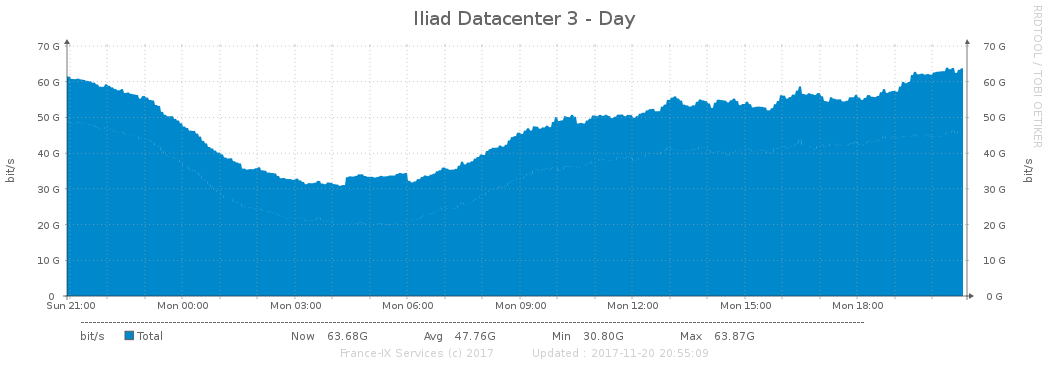 Iliad Datacenter 3 - Day
RRDTOOL / TOBI OETIKER
bit/s
70 G
60 G
50 G
40 G
30 G
20 G
10 G
0
70 G
60 G
50 G
40 G
30 G
20 G
10 G
0 G
bit/s
Sun 21:00 Mon 00:00 Mon 03:00 Mon 06:00 Mon 09:00 Mon 12:00 Mon 15:00 Mon 18:00
bit/s Total Now 63.68G Avg 47.76G Min 30.80G Max 63.87G
France-IX Services (c) 2017 Updated : 2017-11-20 20:55:09